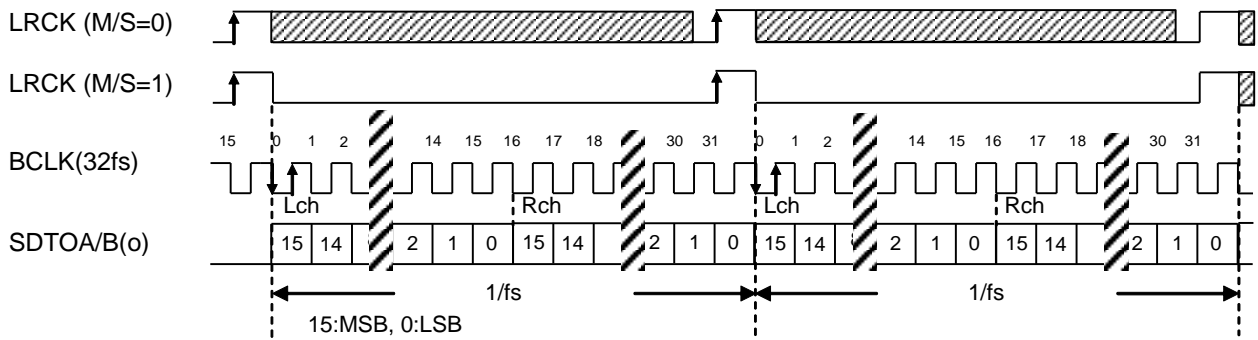 LRCK (M/S=0)
LRCK (M/S=1)
15 0 1 2 14 15 16 17 18 30 31 0 1 2 14 15 16 17 18 30 31
BCLK(32fs)
Lch Rch Lch Rch
SDTOA/B(o) 15 14 2 1 0 15 14 2 1 0 15 14 2 1 0 15 14 2 1 0
1/fs 1/fs
15:MSB, 0:LSB